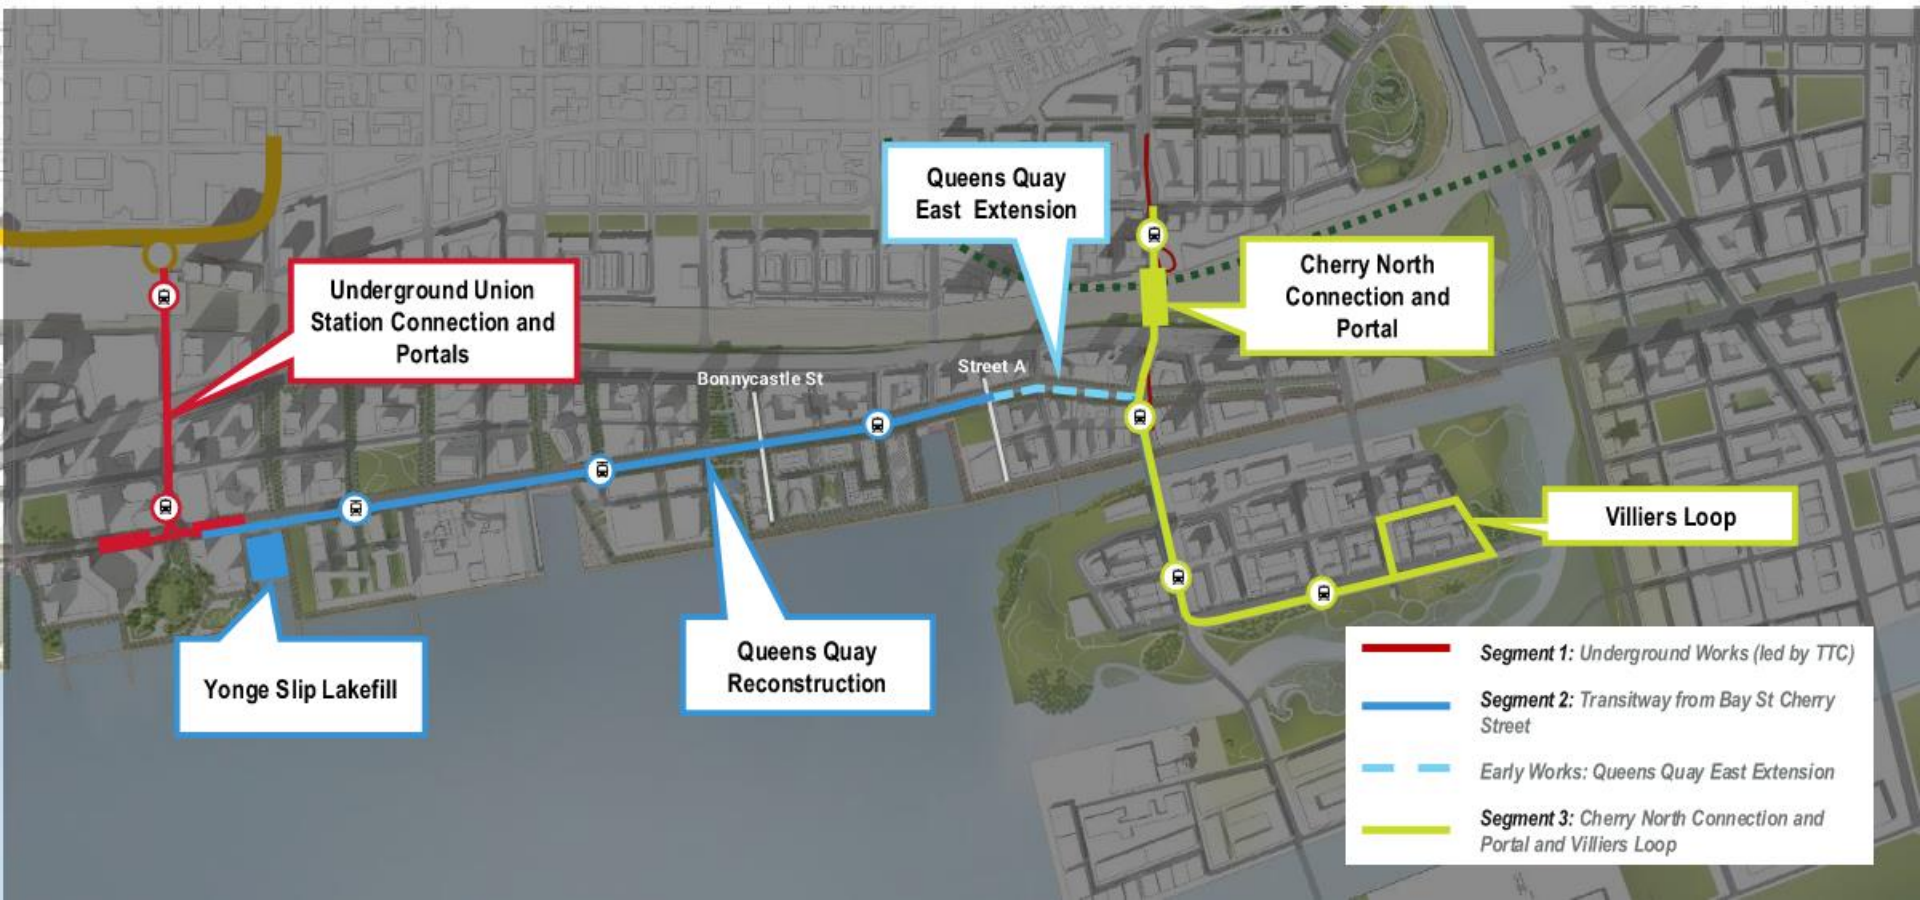 Queens Quay
East Extension
Underground Union
Station Connection and
Portals
Cherry North
Connection and
Portal
Bonnycastle St
Street A
Villiers Loop
Yonge Slip Lakefill
Queens Quay
Reconstruction
Segment 1: Underground Works (led by TTC)
Segment 2: Transitway from Bay St Cherry
Street
Early Works: Queens Quay East Extension
Segment 3: Cherry North Connection and
Portal and Villiers Loop